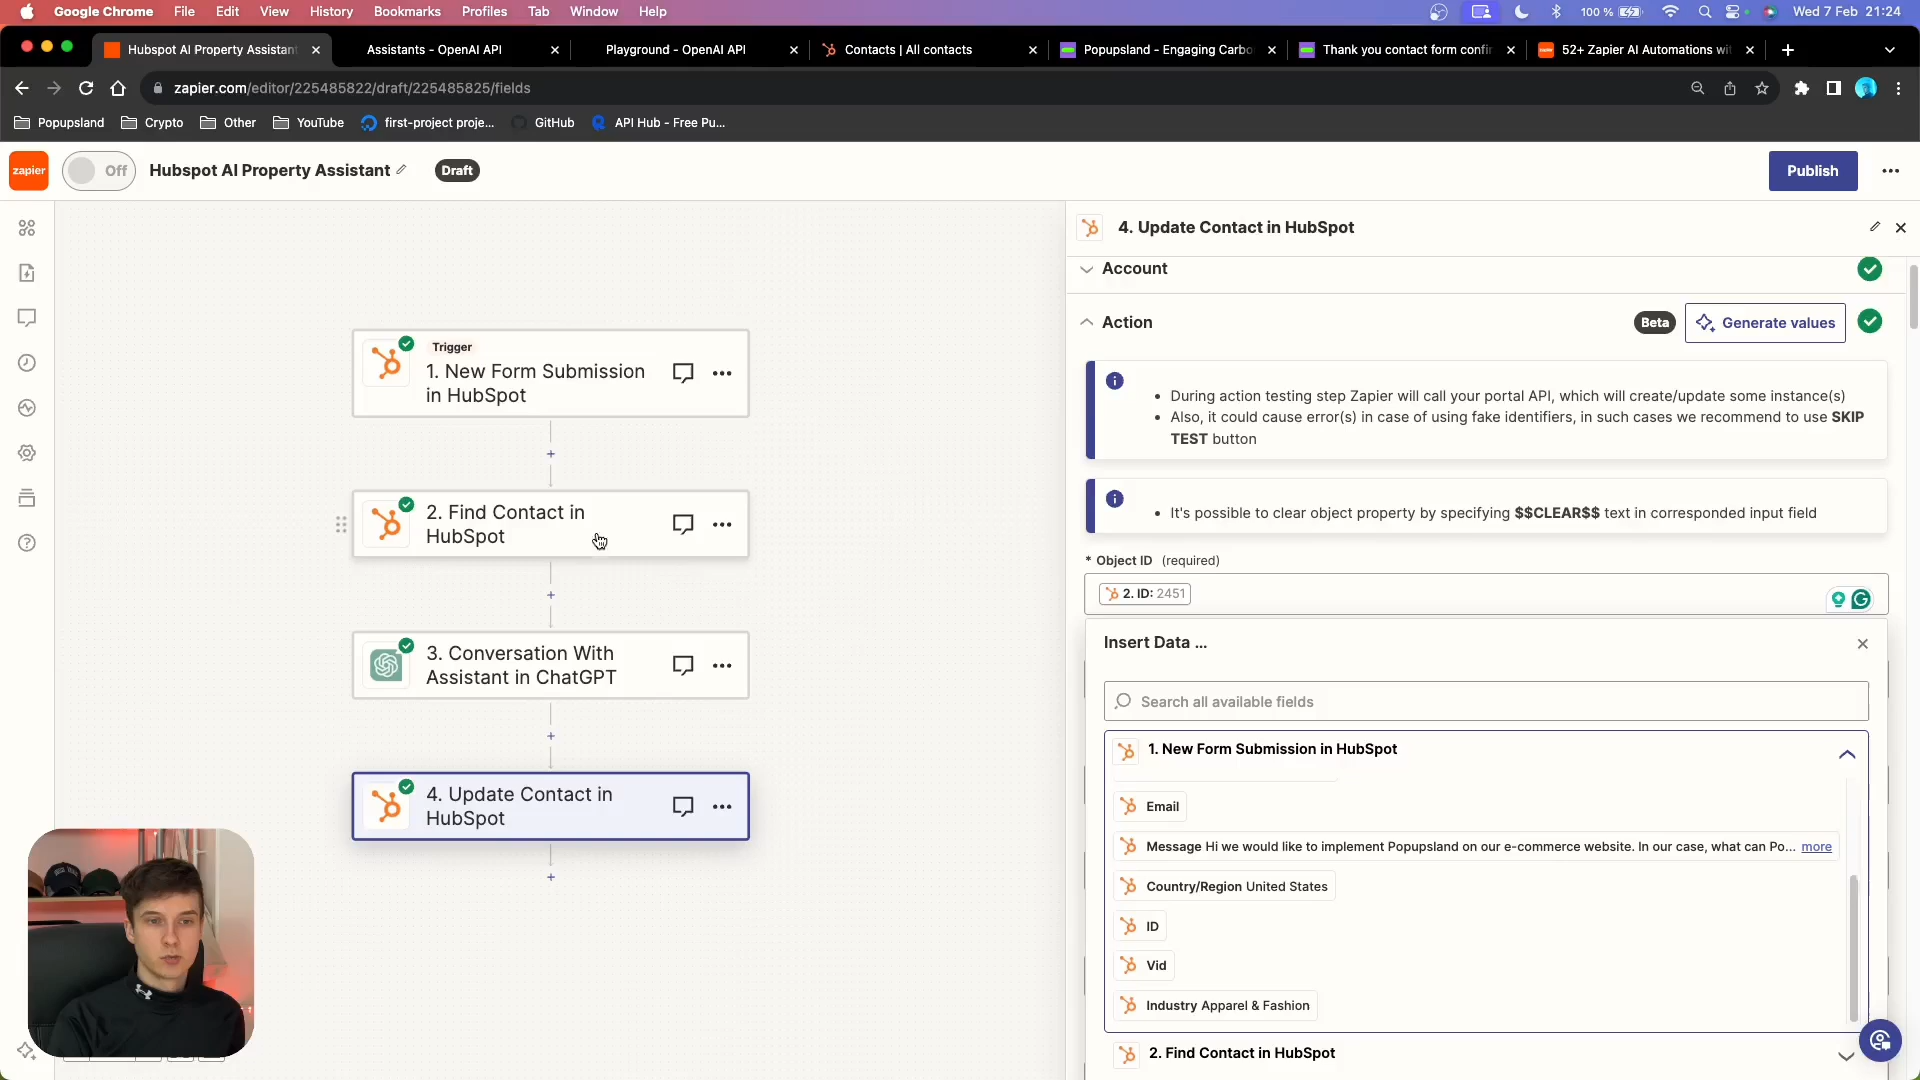 Google Chrome File Edit View History Bookmarks Profiles Tab Window Help 100 % Wed 7 Feb 21:24
Hubspot AI Property Assistant Assistants - OpenAI API Playground - OpenAI API Contacts | All contacts Popupsland - Engaging Carbo Thank you contact form confir 52+ Zapier AI Automations wit
zapier.com/editor/225485822/draft/225485825/fields
Popupsland Crypto Other YouTube first-project proje... GitHub API Hub - Free Pu...
zapier Off Hubspot AI Property Assistant Draft Publish
4. Update Contact in HubSpot
Account
Action Beta Generate values
During action testing step Zapier will call your portal API, which will create/update some instance(s)
Also, it could cause error(s) in case of using fake identifiers, in such cases we recommend to use SKIP
TEST button
It's possible to clear object property by specifying $$CLEAR$$ text in corresponded input field
* Object ID (required)
2. ID: 2451
Insert Data ...
Search all available fields
1. New Form Submission in HubSpot
Email
Message Hi we would like to implement Popupsland on our e-commerce website. In our case, what can Po... more
Country/Region United States
ID
Vid
Industry Apparel & Fashion
2. Find Contact in HubSpot
Trigger
1. New Form Submission
in HubSpot
2. Find Contact in
HubSpot
3. Conversation With
Assistant in ChatGPT
4. Update Contact in
HubSpot